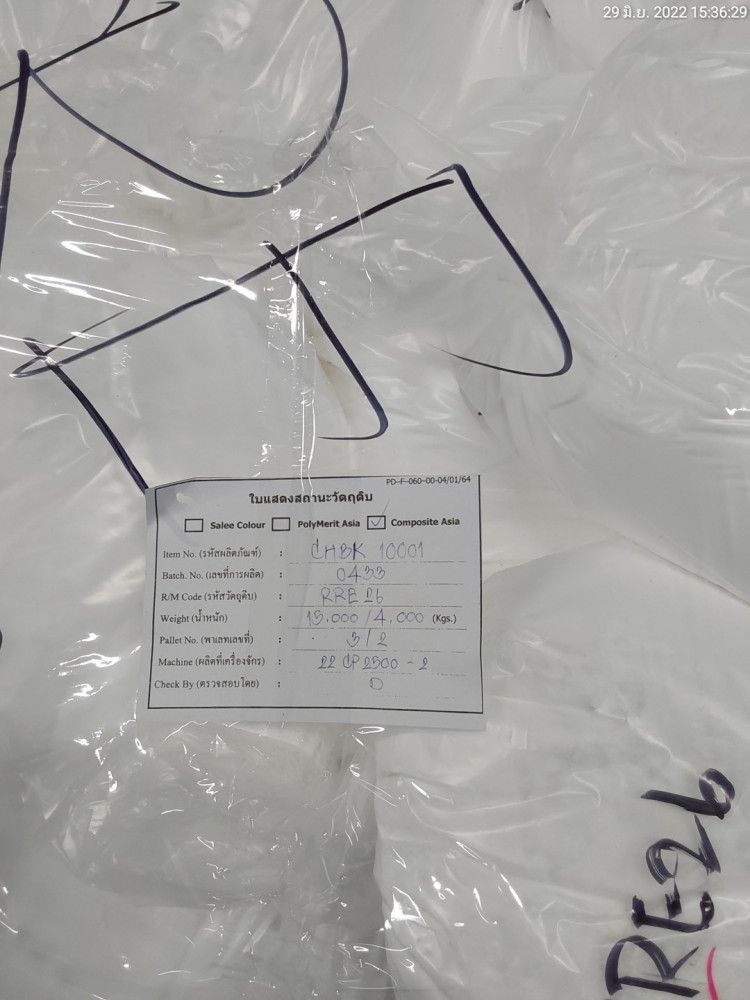 29 มิ.ย. 2022 15:36:29
PD-F-060-00-04/01/64
ใบแสดงสถานะวัตถุดิบ
Salee Colour PolyMerit Asia Composite Asia
Item No. (รหัสผลิตภัณฑ์) : CHBK 10001
Batch. No. (เลขที่การผลิต) : 0433
R/M Code (รหัสวัตถุดิบ) : RRE 26
Weight (น้ำหนัก) : 15.000 / 4.000 (Kgs.)
Pallet No. (พาเลทเลขที่) : 3/2
Machine (ผลิตที่เครื่องจักร) : 22 CP 2500 - 2
Check By (ตรวจสอบโดย) :
RE26